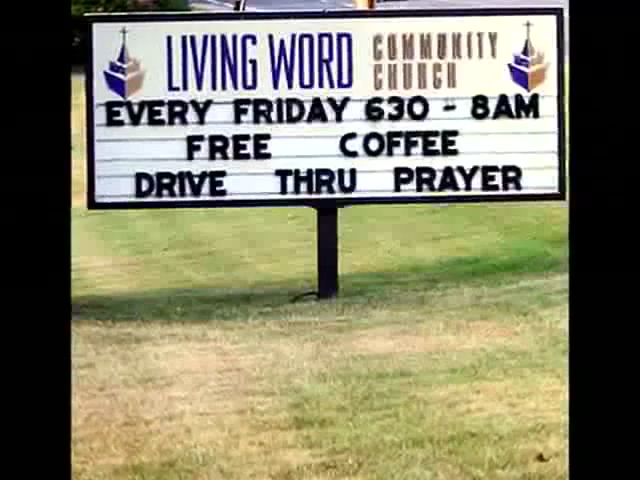 LIVING WORD COMMUNITY CHURCH
EVERY FRIDAY 630 - 8AM
FREE COFFEE
DRIVE THRU PRAYER